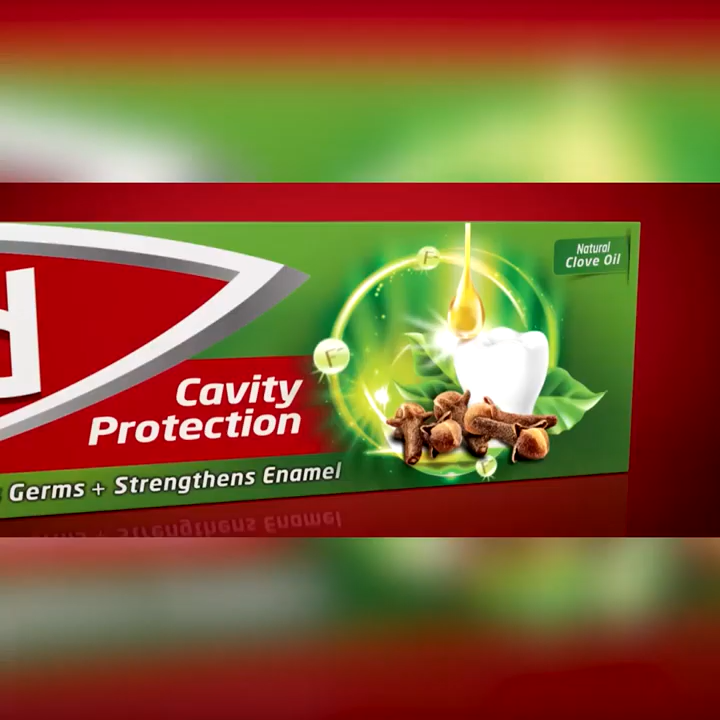 Natural
Clove Oil
d
Cavity
Protection
Germs + Strengthens Enamel